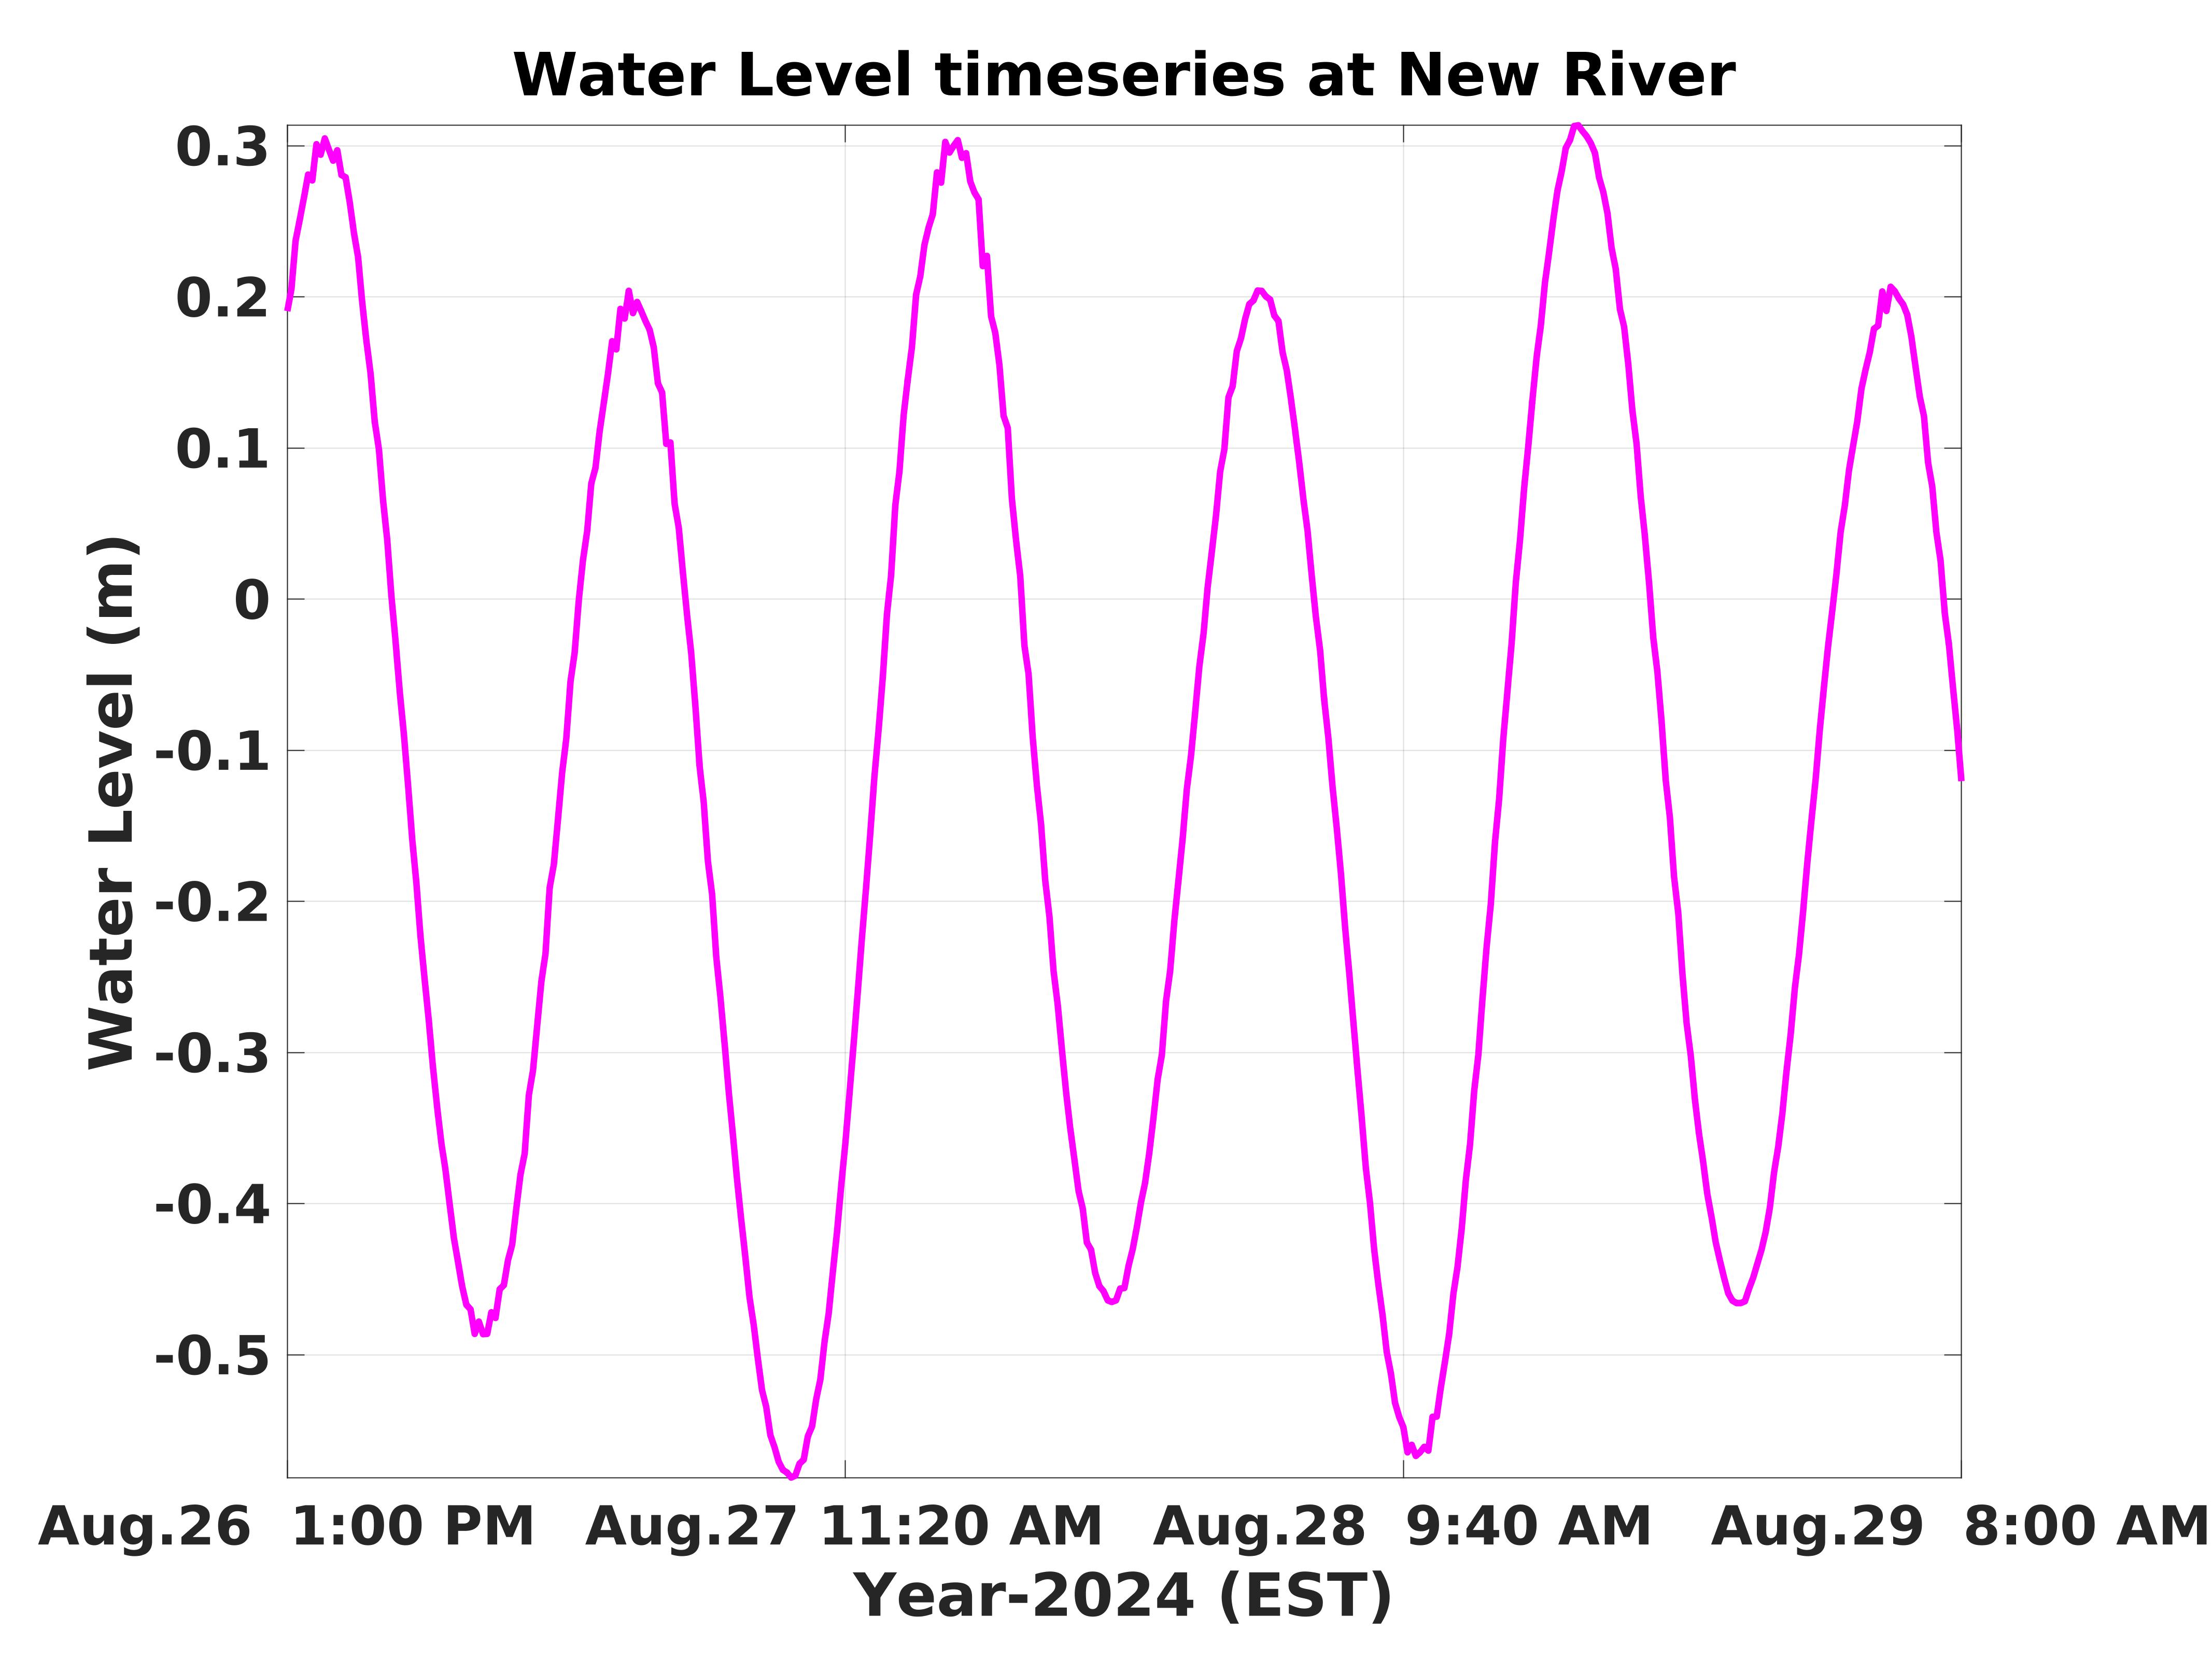 Water Level timeseries at New River
Water Level (m)
0.3
0.2
0.1
0
-0.1
-0.2
-0.3
-0.4
-0.5
Aug.26 1:00 PM Aug.27 11:20 AM Aug.28 9:40 AM Aug.29 8:00 AM
Year-2024 (EST)